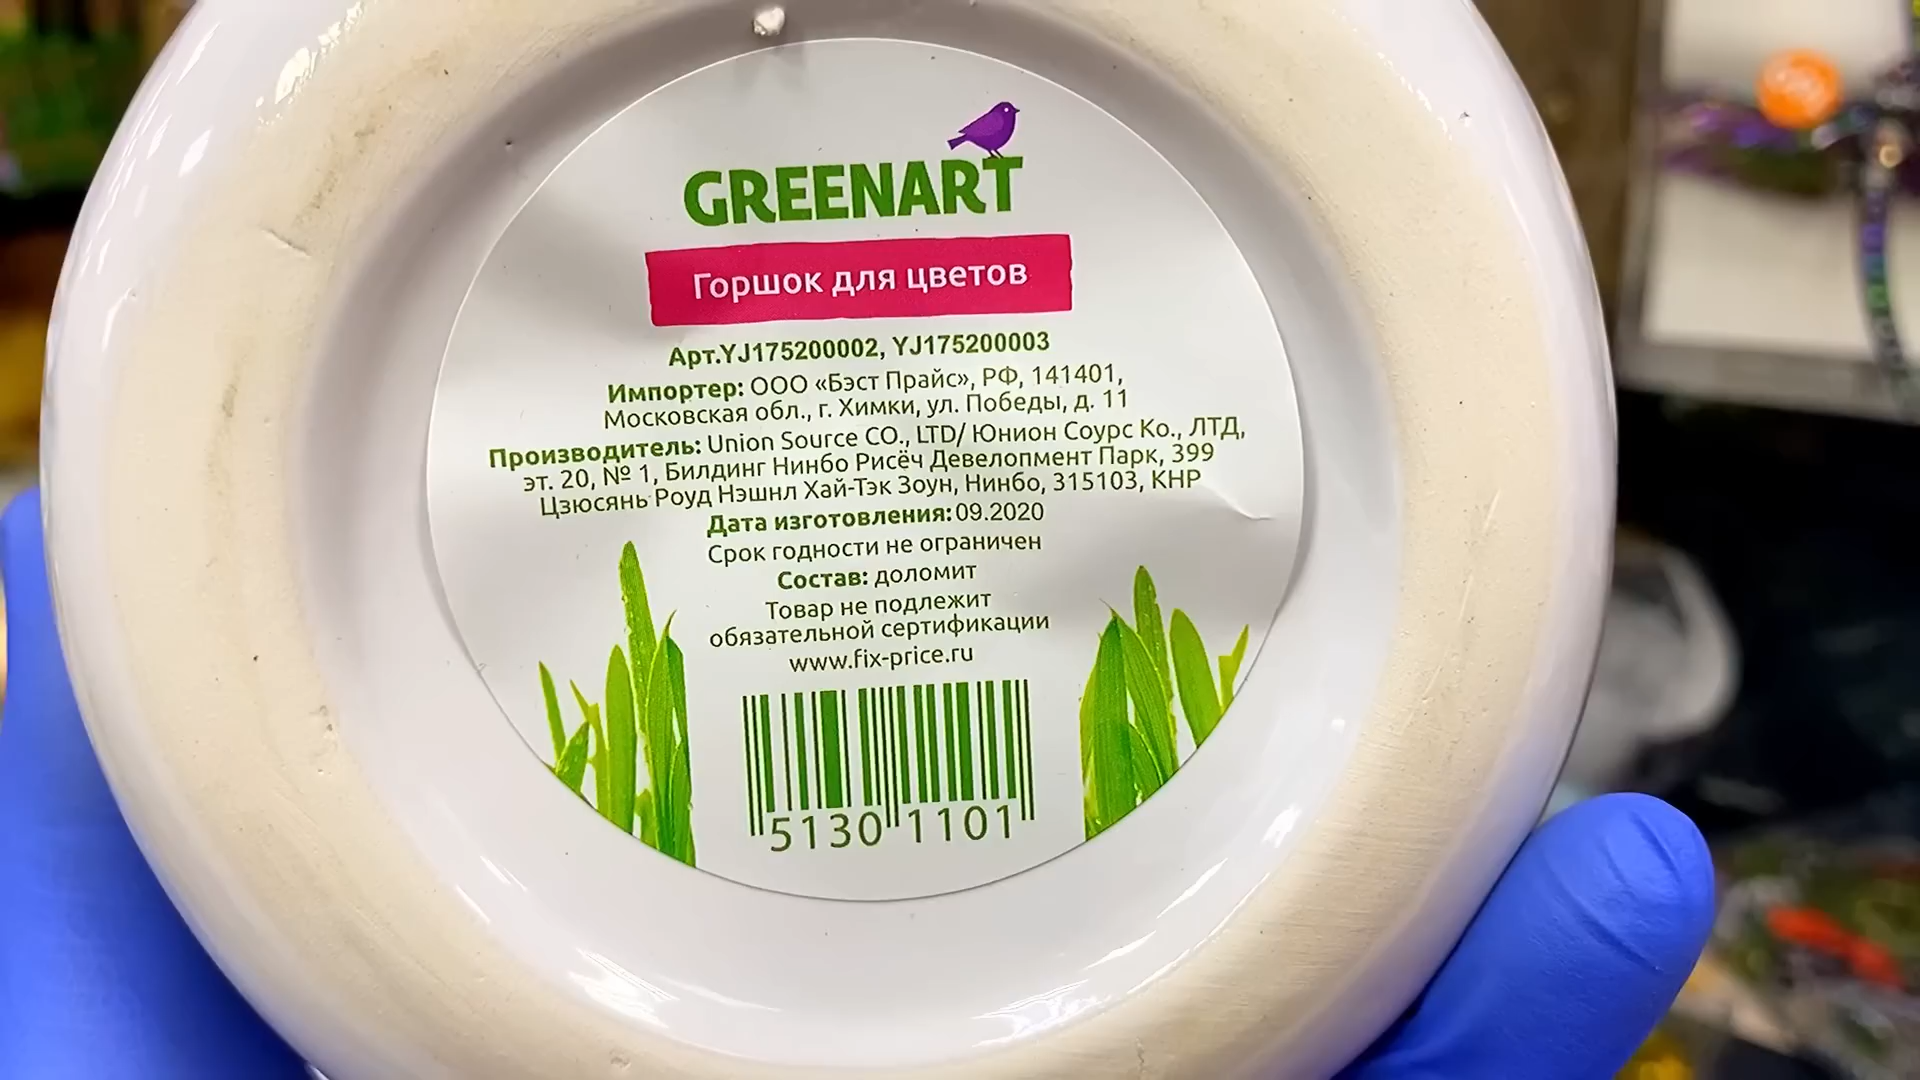 GREENART
Горшок для цветов
Арт.YJ175200002, YJ175200003
Импортер: ООО «Бэст Прайс», РФ, 141401,
Московская обл., г. Химки, ул. Победы, д. 11
Производитель: Union Source CO., LTD/ Юнион Соурс Ко., ЛТД,
эт. 20, № 1, Билдинг Нинбо Рисёч Девелопмент Парк, 399
Цзюсянь Роуд Нэшнл Хай-Тэк Зоун, Нинбо, 315103, КНР
Дата изготовления: 09.2020
Срок годности не ограничен
Состав: доломит
Товар не подлежит
обязательной сертификации
www.fix-price.ru
5130 1101